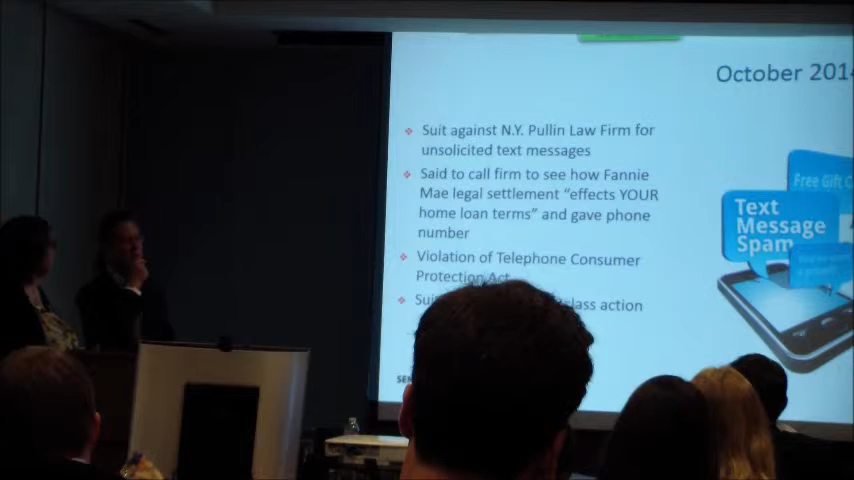 October 201
Suit against N.Y. Pullin Law Firm for
unsolicited text messages
Said to call firm to see how Fannie
Mae legal settlement “effects YOUR
home loan terms” and gave phone
number
Violation of Telephone Consumer
Protection Act
class action
Free Gift
Text
Message
Spam